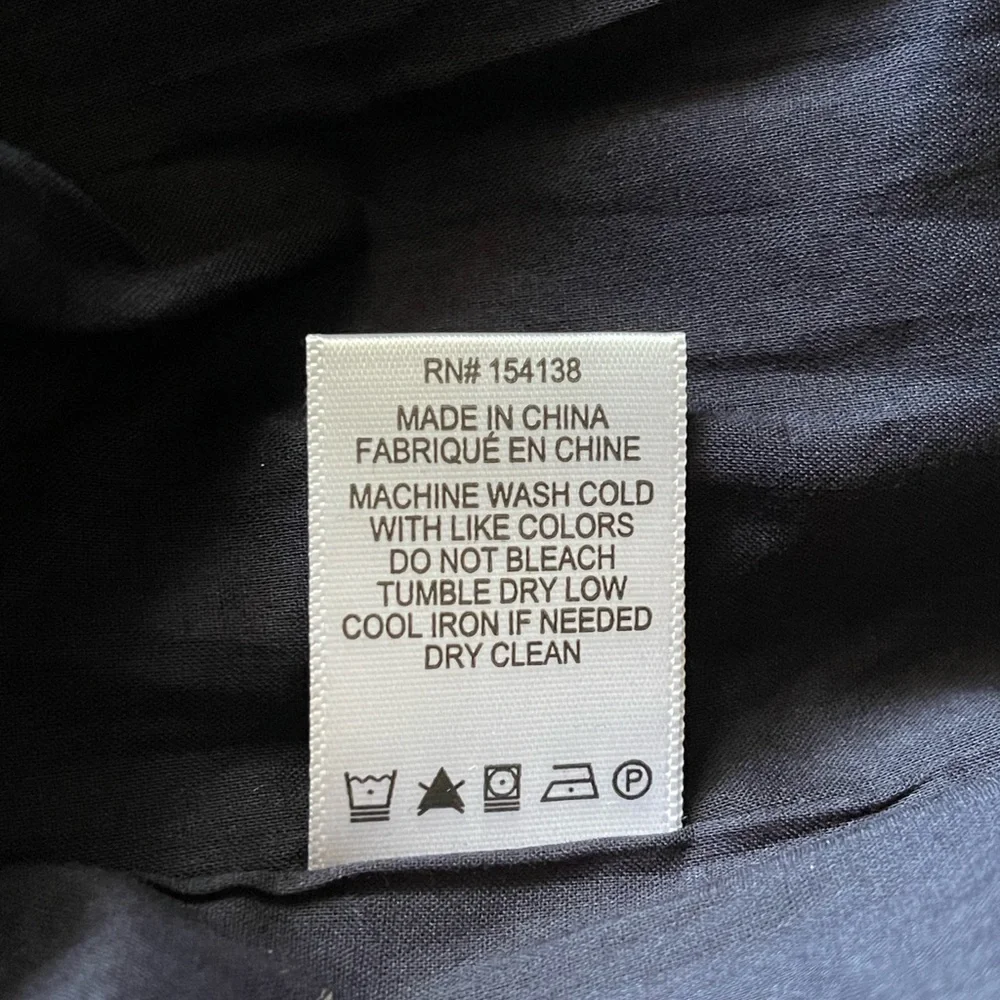 RN# 154138
MADE IN CHINA
FABRIQUÉ EN CHINE
MACHINE WASH COLD
WITH LIKE COLORS
DO NOT BLEACH
TUMBLE DRY LOW
COOL IRON IF NEEDED
DRY CLEAN
P